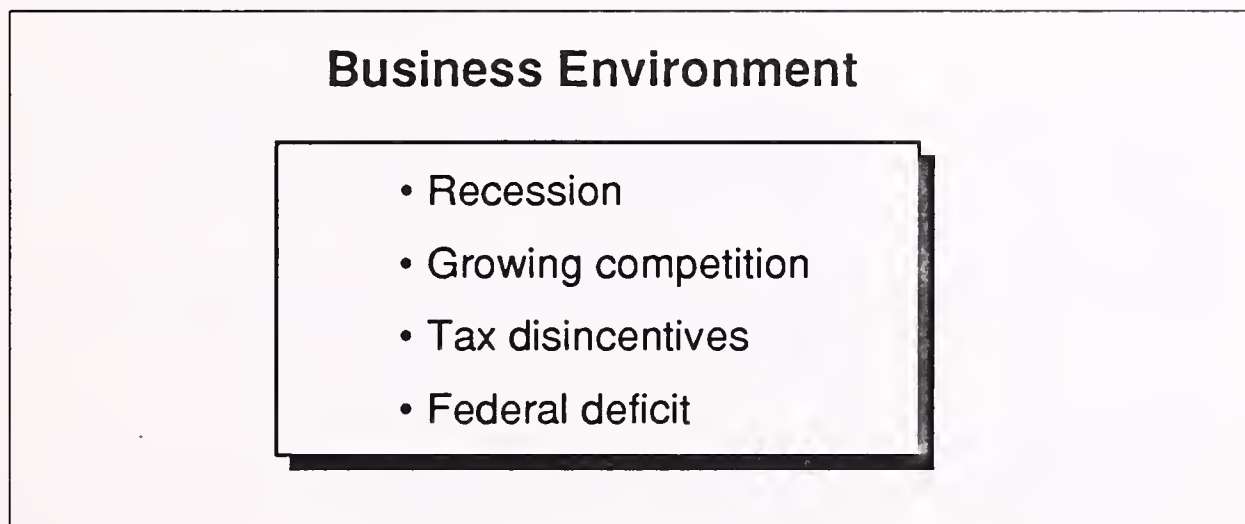 Business Environment
• Recession
• Growing competition
• Tax disincentives
• Federal deficit